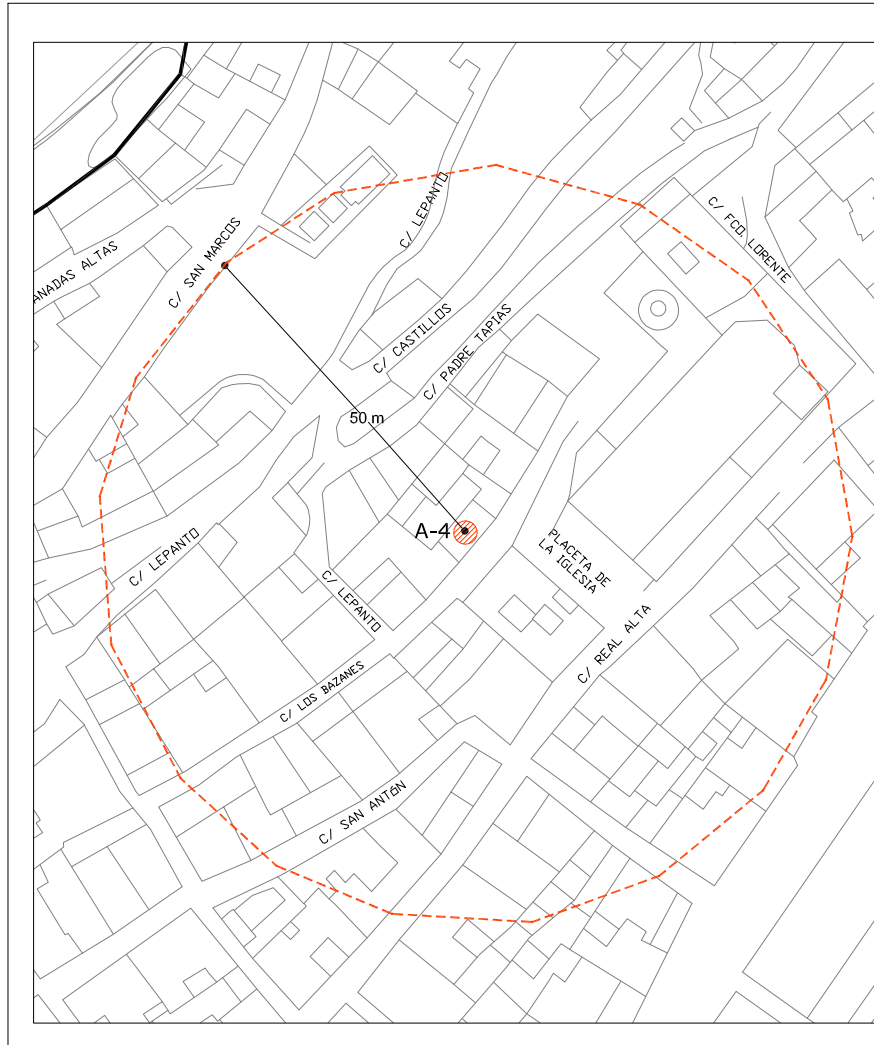 C/ LEPANTO
C/ FCO. LORENTE
C/ SAN MARCOS
ANADAS ALTAS
C/ CASTILLOS
C/ PADRE TAPIAS
50 m
A-4
C/ LEPANTO
PLACETA DE
LA IGLESIA
C/ LEPANTO
C/ REAL ALTA
C/ LOS BAZANES
C/ SAN ANTóN